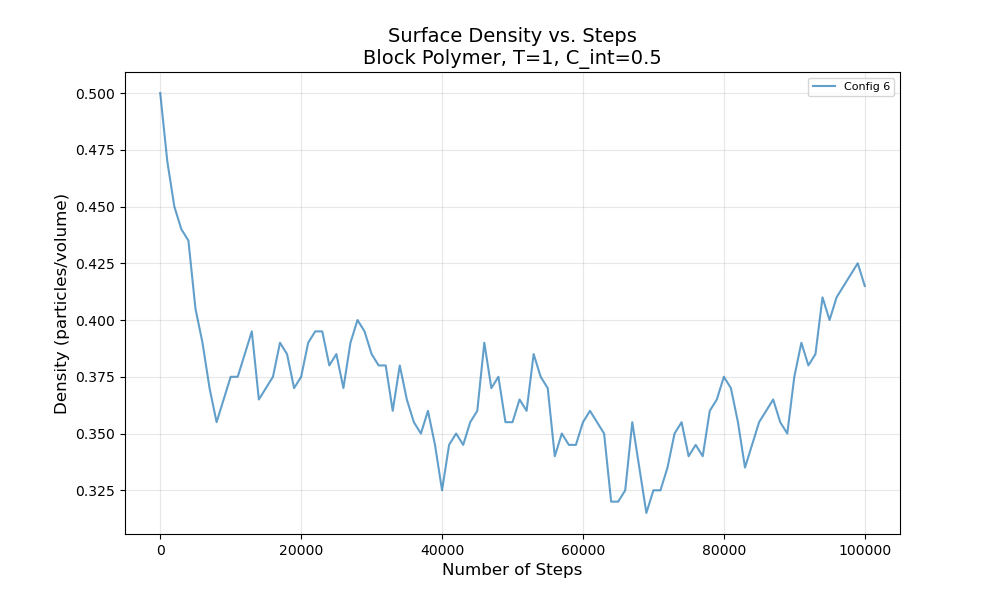 Surface Density vs. Steps
Block Polymer, T=1, C_int=0.5
Config 6
Density (particles/volume)
0.500
0.475
0.450
0.425
0.400
0.375
0.350
0.325
0
20000
40000
60000
80000
100000
Number of Steps